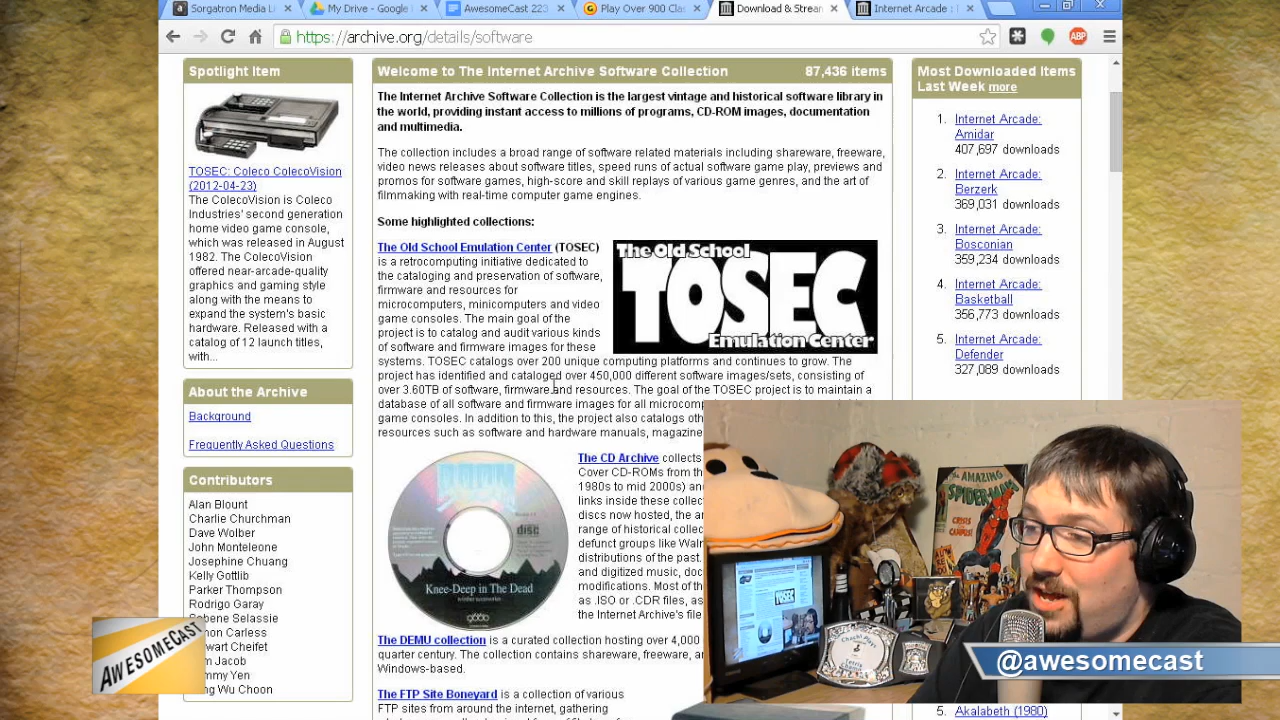 Sorgatron Media Li
My Drive - Google
AwesomeCast 223
Play Over 900 Cla
Download & Strea
Internet Arcade :
https://archive.org/details/software
ABP
Spotlight Item
TOSEC: Coleco ColecoVision
(2012-04-23)
The ColecoVision is Coleco
Industries' second generation
home video game console,
which was released in August
1982. The ColecoVision
offered near-arcade-quality
graphics and gaming style
along with the means to
expand the system's basic
hardware. Released with a
catalog of 12 launch titles,
with...
About the Archive
Background
Frequently Asked Questions
Contributors
Alan Blount
Charlie Churchman
Dave Wolber
John Monteleone
Josephine Chuang
Kelly Gottlib
Parker Thompson
Rodrigo Garay
Selassie
Carless
Cheifet
Jacob
Yen
Wu Choon
Welcome to The Internet Archive Software Collection 87,436 items
The Internet Archive Software Collection is the largest vintage and historical software library in
the world, providing instant access to millions of programs, CD-ROM images, documentation
and multimedia.
The collection includes a broad range of software related materials including shareware, freeware,
video news releases about software titles, speed runs of actual software game play, previews and
promos for software games, high-score and skill replays of various game genres, and the art of
filmmaking with real-time computer game engines.
Some highlighted collections:
The Old School Emulation Center (TOSEC)
is a retrocomputing initiative dedicated to
the cataloging and preservation of software,
firmware and resources for
microcomputers, minicomputers and video
game consoles. The main goal of the
project is to catalog and audit various kinds
of software and firmware images for these
systems. TOSEC catalogs over 200 unique computing platforms and continues to grow. The
project has identified and cataloged over 450,000 different software images/sets, consisting of
over 3.60TB of software, firmware and resources. The goal of the TOSEC project is to maintain a
database of all software and firmware images for all microcomp
game consoles. In addition to this, the project also catalogs oth
resources such as software and hardware manuals, magazine
The Old School
TOSEC
Emulation Center
The CD Archive collects
Cover CD-ROMs from th
1980s to mid 2000s) an
links inside these collec
discs now hosted, the ar
range of historical collec
defunct groups like Waln
distributions of the past.
and digitized music, doc
modifications. Most of th
as .ISO or .CDR files, as
the Internet Archive's file
disc
Knee-Deep in The Dead
The DEMU collection is a curated collection hosting over 4,000
quarter century. The collection contains shareware, freeware, an
Windows-based.
The FTP Site Boneyard is a collection of various
FTP sites from around the internet, gathering
Most Downloaded Items
Last Week more
1. Internet Arcade:
Amidar
407,697 downloads
2. Internet Arcade:
Berzerk
369,031 downloads
3. Internet Arcade:
Bosconian
359,234 downloads
4. Internet Arcade:
Basketball
356,773 downloads
5. Internet Arcade:
Defender
327,089 downloads
5. Akalabeth (1980)
THE AMAZING
SPIDER-MAN
CRISIS
CAMPUS!
TOSEC
AWESOMECAST
@awesomecast